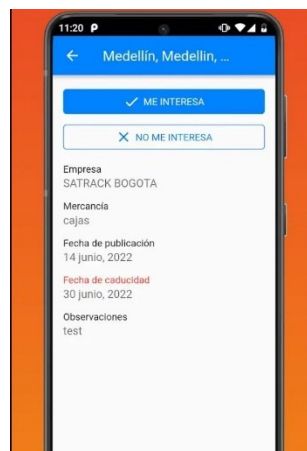 11:20 P
Medellín, Medellin, ...
ME INTERESA
NO ME INTERESA
Empresa
SATRACK BOGOTA
Mercancía
cajas
Fecha de publicación
14 junio, 2022
Fecha de caducidad
30 junio, 2022
Observaciones
test